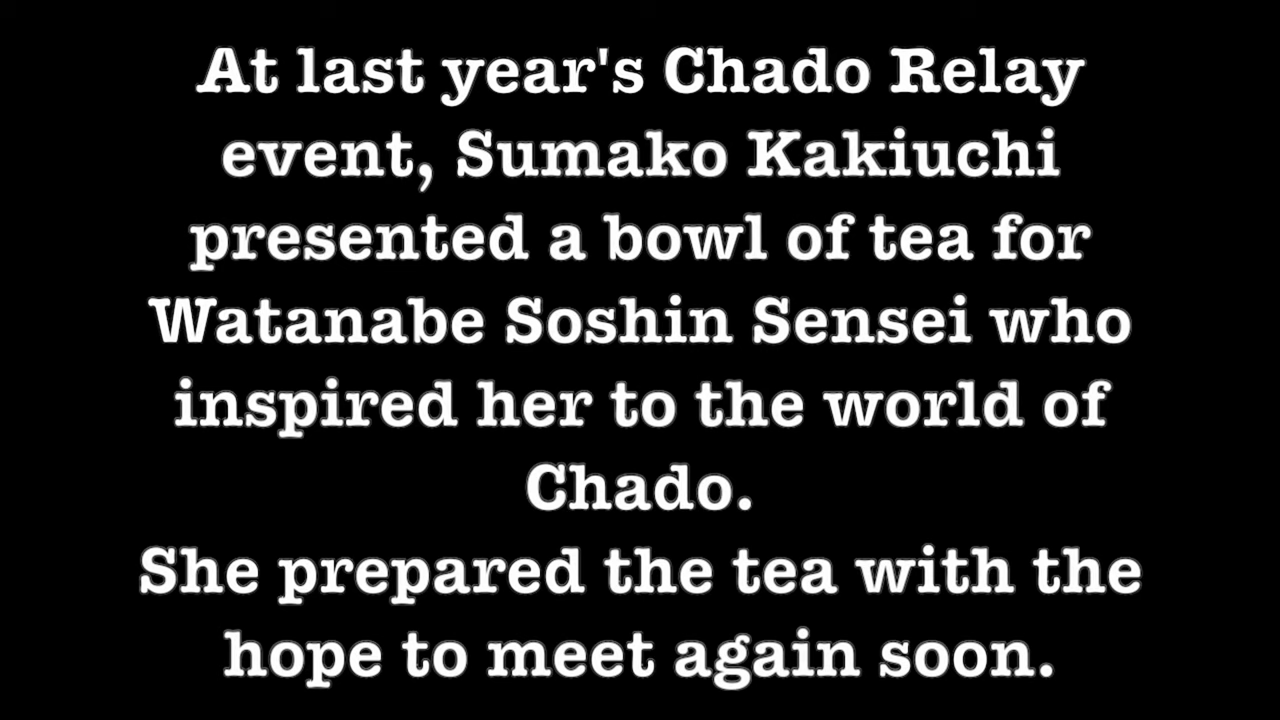 At last year's Chado Relay
event, Sumako Kakiuchi
presented a bowl of tea for
Watanabe Soshin Sensei who
inspired her to the world of
Chado.
She prepared the tea with the
hope to meet again soon.